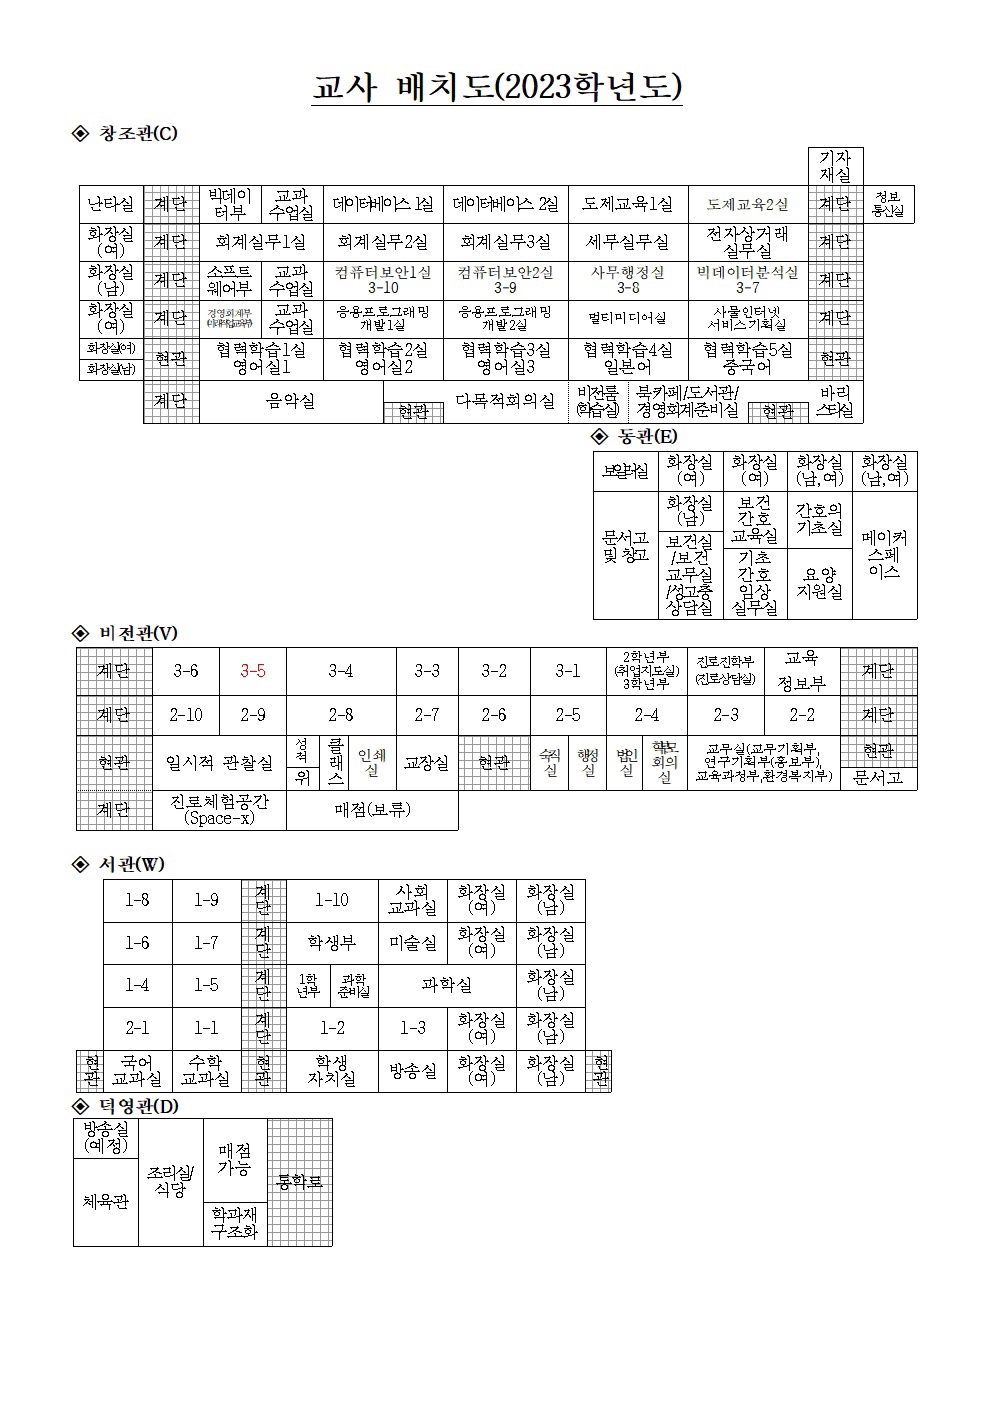 교사 배치도(2023학년도)
◈ 창조관(C)
기자
재실
난타실 계단 빅데이터부 교과수업실 데이터베이스 1실 데이터베이스 2실 도제교육1실 도제교육2실 계단 정보통신실
화장실(여) 계단 회계실무1실 회계실무2실 회계실무3실 세무실무실 전자상거래실무실 계단
화장실(남) 계단 소프트웨어부 교과수업실 컴퓨터보안1실 3-10 컴퓨터보안2실 3-9 사무행정실 3-8 빅데이터분석실 3-7 계단
화장실(여) 계단 경영회계부 교과수업실 응용프로그래밍개발1실 응용프로그래밍개발2실 멀티미디어실 사물인터넷서비스기획실 계단
화장실(여) 화장실(남) 현관 협력학습1실 영어실1 협력학습2실 영어실2 협력학습3실 영어실3 협력학습4실 일본어 협력학습5실 중국어 현관
계단 음악실 현관 다목적회의실 비전룸(학습실) 북카페/도서관/경영회계준비실 현관 바리스타실
◈ 동관(E)
보일러실 화장실(여) 화장실(여) 화장실(남,여) 화장실(남,여)
문서고및창고 화장실(남) 보건간호교육실 간호의기초실 메이커스페이스
보건실/보건교무실/성고충상담실 기초간호임상실무실 요양지원실
◈ 비전관(V)
계단 3-6 3-5 3-4 3-3 3-2 3-1 2학년부(취업지도실)3학년부 진로진학부(진로상담실) 교육정보부 계단
계단 2-10 2-9 2-8 2-7 2-6 2-5 2-4 2-3 2-2 계단
현관 일시적 관찰실 성적 위 클래스 인쇄실 교장실 현관 숙직실 행정실 법인실 학부모회의실 교무실(교무기획부,연구기획부(홍보부),교육과정부,환경복지부) 현관 문서고
계단 진로체험공간(Space-x) 매점(보류)
◈ 서관(W)
1-8 1-9 계단 1-10 사회교과실 화장실(여) 화장실(남)
1-6 1-7 계단 학생부 미술실 화장실(여) 화장실(남)
1-4 1-5 계단 1학년부 과학준비실 과학실 화장실(남)
2-1 1-1 계단 1-2 1-3 화장실(여) 화장실(남)
현관 국어교과실 수학교과실 현관 학생자치실 방송실 화장실(여) 화장실(남) 현관
◈ 덕영관(D)
방송실(예정) 조리실/식당 매점가능 통학로
체육관 학과재구조화